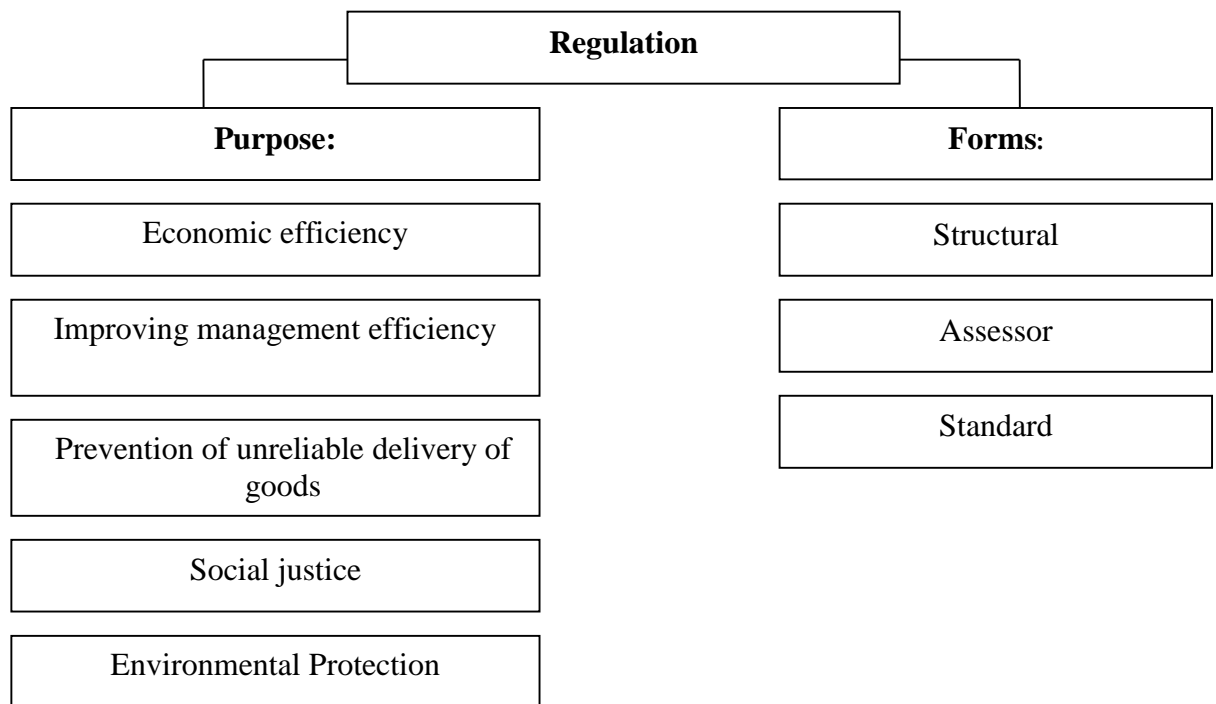 Regulation
Purpose:
Economic efficiency
Improving management efficiency
Prevention of unreliable delivery of
goods
Social justice
Environmental Protection
Forms:
Structural
Assessor
Standard